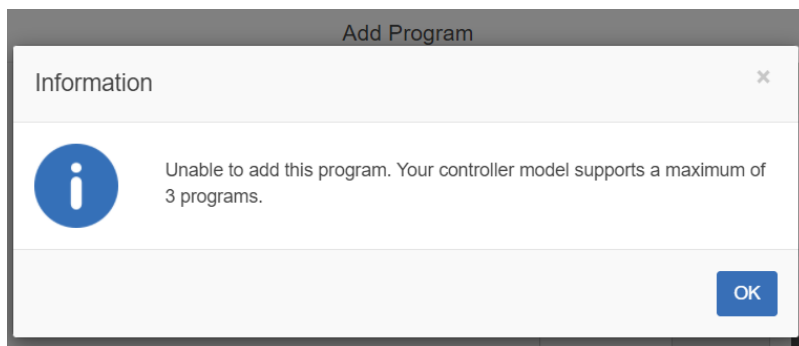 Add Program
Information
×
Unable to add this program. Your controller model supports a maximum of
3 programs.
OK